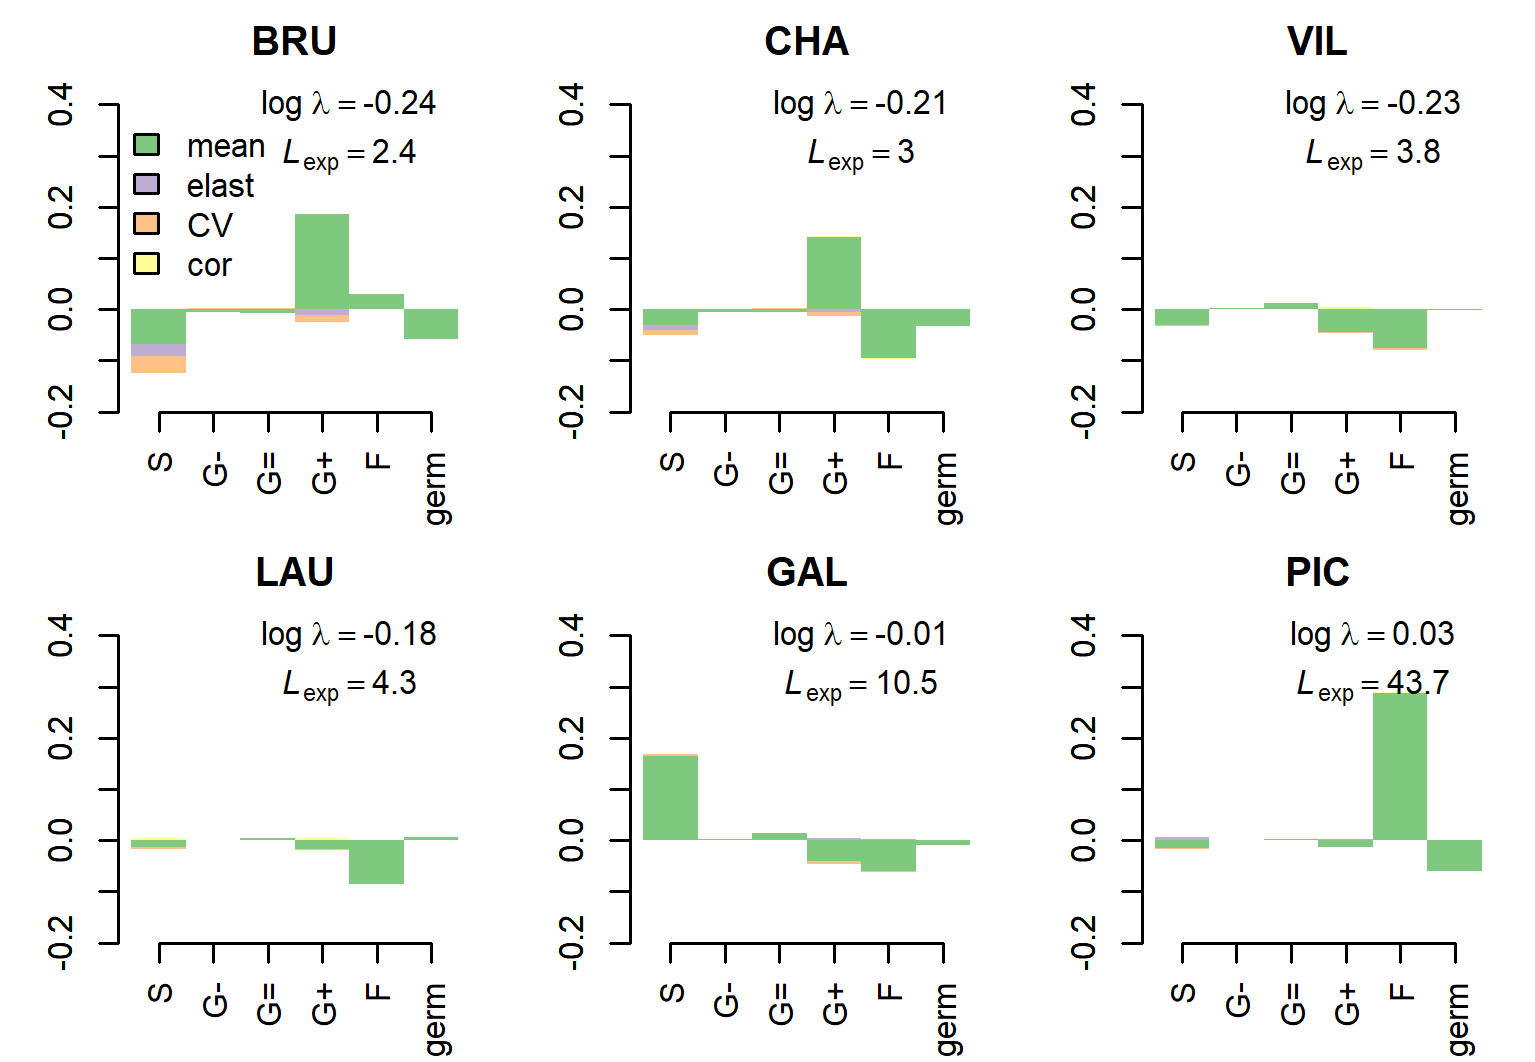 BRU
log λ = -0.24
L exp = 2.4
mean
elast
CV
cor
0.4
0.2
0.0
-0.2
S
G-
G=
G+
F
germ
CHA
log λ = -0.21
L exp = 3
0.4
0.2
0.0
-0.2
S
G-
G=
G+
F
germ
VIL
log λ = -0.23
L exp = 3.8
0.4
0.2
0.0
-0.2
S
G-
G=
G+
F
germ
LAU
log λ = -0.18
L exp = 4.3
0.4
0.2
0.0
-0.2
S
G-
G=
G+
F
germ
GAL
log λ = -0.01
L exp = 10.5
0.4
0.2
0.0
-0.2
S
G-
G=
G+
F
germ
PIC
log λ = 0.03
L exp = 43.7
0.4
0.2
0.0
-0.2
S
G-
G=
G+
F
germ